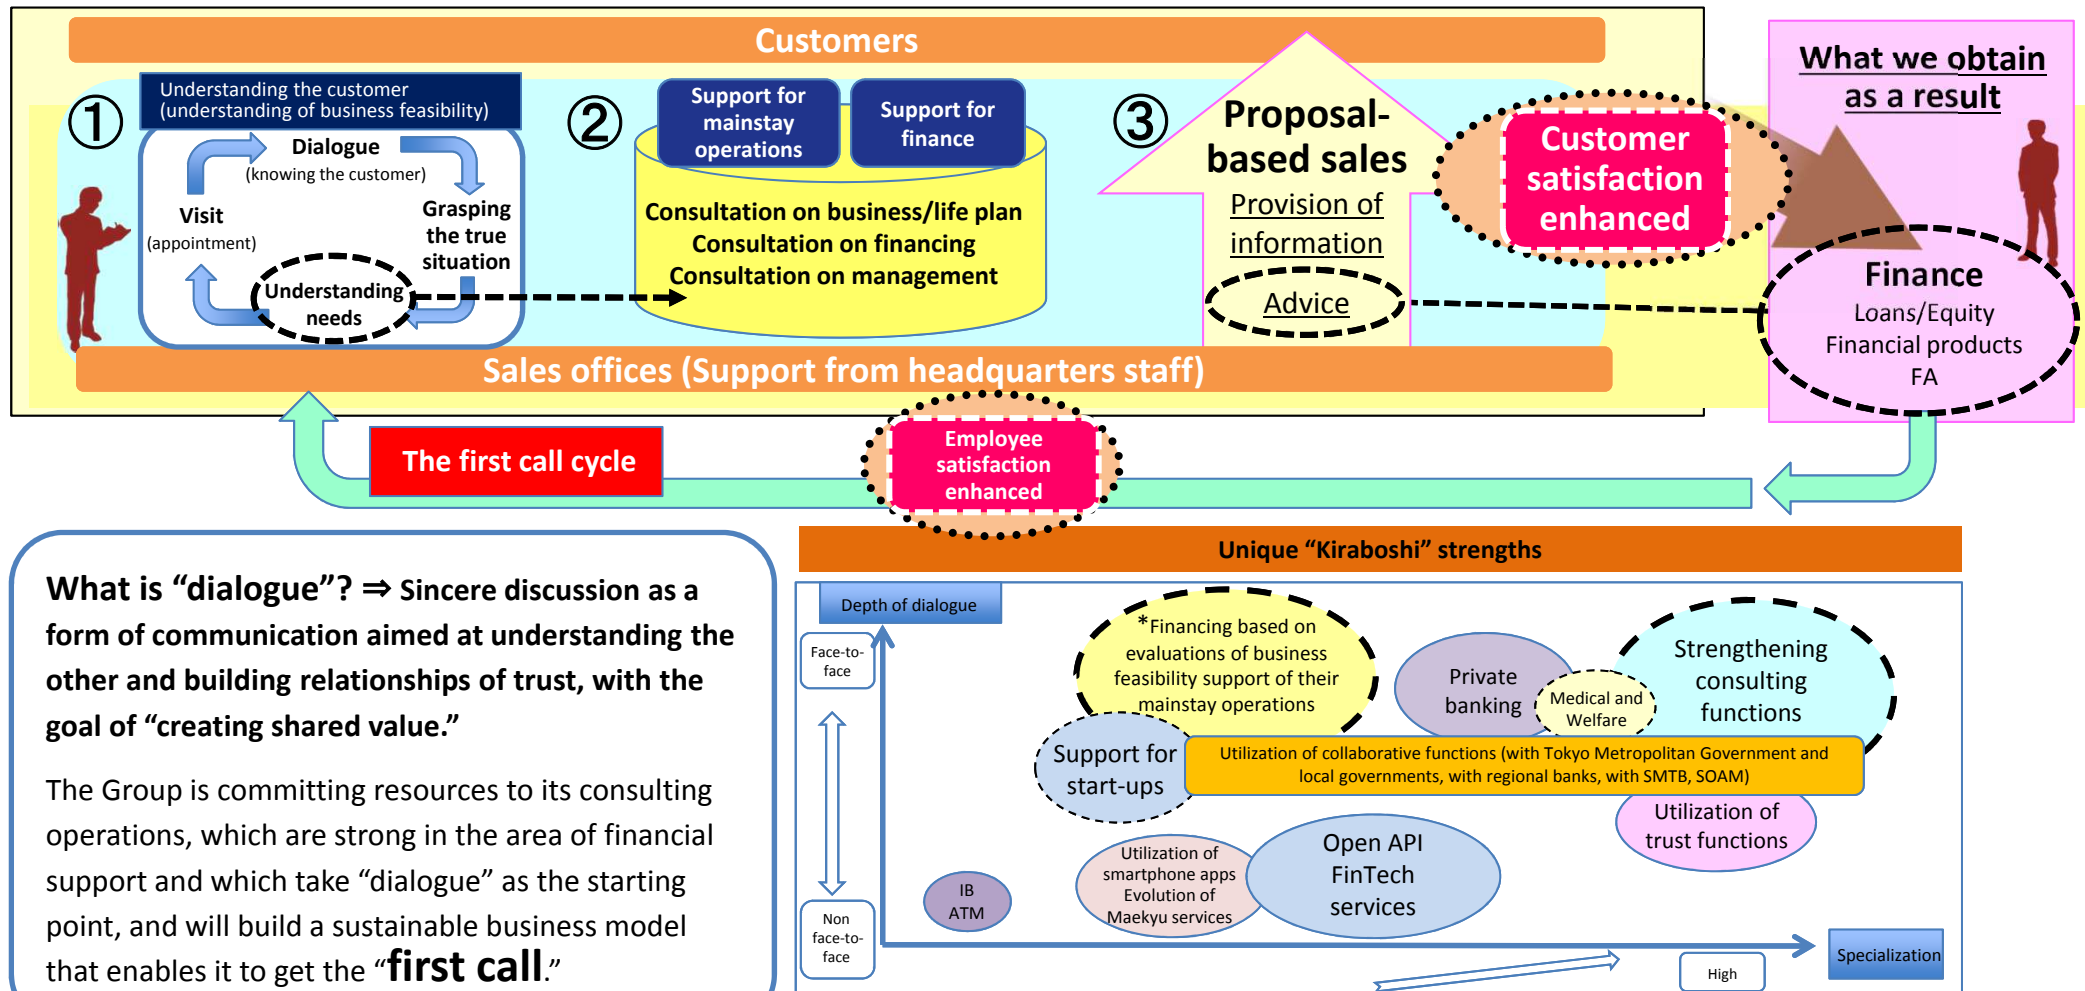 Customers
What we obtain
as a result
①
Understanding the customer
(understanding of business feasibility)
Dialogue
(knowing the customer)
Visit
(appointment)
Grasping
the true
situation
Understanding
needs
②
Support for
mainstay
operations
Support for
finance
Consultation on business/life plan
Consultation on financing
Consultation on management
③
Proposal-
based sales
Provision of
information
Advice
Customer
satisfaction
enhanced
Finance
Loans/Equity
Financial products
FA
Sales offices (Support from headquarters staff)
The first call cycle
Employee
satisfaction
enhanced
What is “dialogue”? ⇒ Sincere discussion as a
form of communication aimed at understanding the
other and building relationships of trust, with the
goal of “creating shared value.”
The Group is committing resources to its consulting
operations, which are strong in the area of financial
support and which take “dialogue” as the starting
point, and will build a sustainable business model
that enables it to get the “first call.”
Unique “Kiraboshi” strengths
Depth of dialogue
Face-to-
face
Non
face-to-
face
*Financing based on
evaluations of business
feasibility support of their
mainstay operations
Private
banking
Medical and
Welfare
Strengthening
consulting
functions
Support for
start-ups
Utilization of collaborative functions (with Tokyo Metropolitan Government and
local governments, with regional banks, with SMTB, SOAM)
Utilization of
trust functions
Utilization of
smartphone apps
Evolution of
Maekyu services
Open API
FinTech
services
IB
ATM
Specialization
High